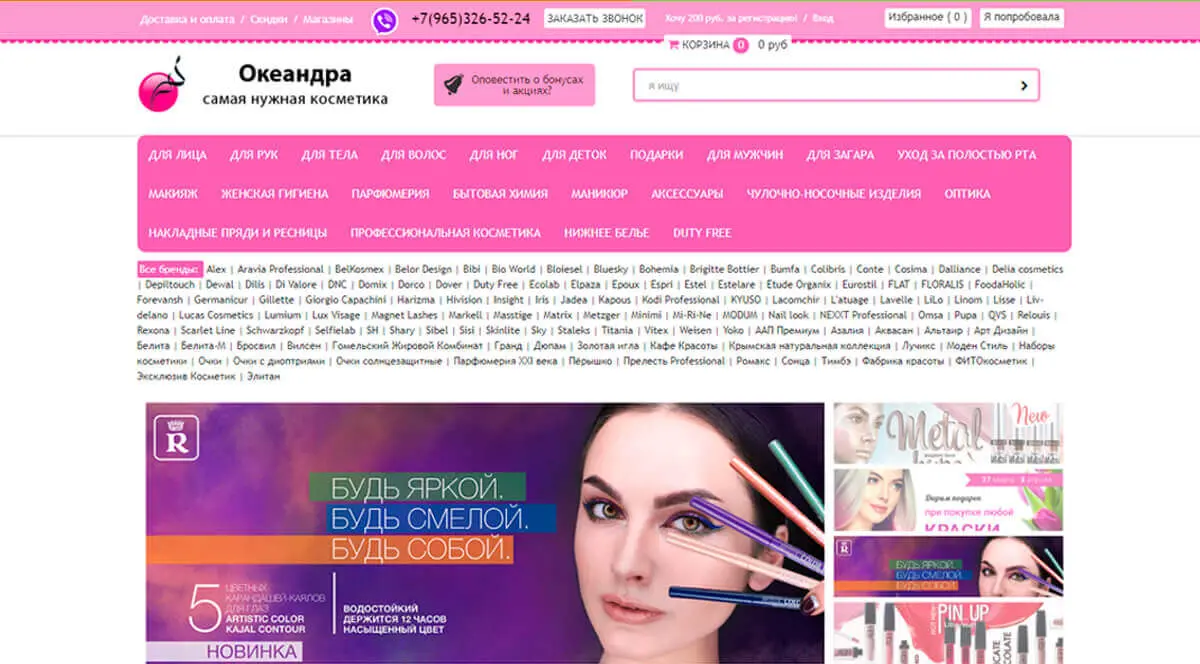 Доставка и оплата / Скидки / Магазины
+7(965)326-52-24
ЗАКАЗАТЬ ЗВОНОК
Хочу 200 руб. за регистрацию! / Вход
Избранное ( 0 )
Я попробовала
КОРЗИНА 0 0 руб
Океандра
самая нужная косметика
Оповестить о бонусах
и акциях?
я ищу
ДЛЯ ЛИЦА ДЛЯ РУК ДЛЯ ТЕЛА ДЛЯ ВОЛОС ДЛЯ НОГ ДЛЯ ДЕТОК ПОДАРКИ ДЛЯ МУЖЧИН ДЛЯ ЗАГАРА УХОД ЗА ПОЛОСТЬЮ РТА
МАКИЯЖ ЖЕНСКАЯ ГИГИЕНА ПАРФЮМЕРИЯ БЫТОВАЯ ХИМИЯ МАНИКЮР АКСЕССУАРЫ ЧУЛОЧНО-НОСОЧНЫЕ ИЗДЕЛИЯ ОПТИКА
НАКЛАДНЫЕ ПРЯДИ И РЕСНИЦЫ ПРОФЕССИОНАЛЬНАЯ КОСМЕТИКА НИЖНЕЕ БЕЛЬЕ DUTY FREE
Все бренды: Alex | Aravia Professional | BelKosmex | Belor Design | Bibi | Bio World | Bloiesel | Bluesky | Bohemia | Brigitte Bottier | Bumfa | Colibris | Conte | Cosima | Dalliance | Delia cosmetics
| Depiltouch | Dewal | Dilis | Di Valore | DNC | Domix | Dorco | Dover | Duty Free | Ecolab | Elpaza | Epoux | Espri | Estel | Estelare | Etude Organix | Eurostil | FLAT | FLORALIS | FoodaHolic |
Forevansh | Germanicur | Gillette | Giorgio Capachini | Harizma | Hivision | Insight | Iris | Jadea | Kapous | Kodi Professional | KYUSO | Lacomchir | L'atuage | Lavelle | LiLo | Linom | Lisse | Liv-
delano | Lucas Cosmetics | Lumium | Lux Visage | Magnet Lashes | Markell | Masstige | Matrix | Metzger | Minimi | Mi-Ri-Ne | MODUM | Nail look | NEXXT Professional | Omsa | Pupa | QVS | Relouis |
Rexona | Scarlet Line | Schwarzkopf | Selfielab | SH | Shary | Sibel | Sisi | Skinlite | Sky | Staleks | Titania | Vitex | Weisen | Yoko | ААП Премиум | Азалия | Аквасан | Альтаир | Арт Дизайн |
Белита | Белита-М | Бросвил | Вилсен | Гомельский Жировой Комбинат | Гранд | Дюпам | Золотая игла | Кафе Красоты | Крымская натуральная коллекция | Лучикс | Моден Стиль | Наборы
косметики | Очки | Очки с диоптриями | Очки солнцезащитные | Парфюмерия XXI века | Пёрышко | Прелесть Professional | Ромакс | Соица | Тимбэ | Фабрика красоты | ФИТОкосметик |
Эксклюзив Косметик | Элитан
R
БУДЬ ЯРКОЙ.
БУДЬ СМЕЛОЙ.
БУДЬ СОБОЙ.
5 ЦВЕТНЫХ
КАРАНДАШЕЙ-КАЯЛОВ
ДЛЯ ГЛАЗ
ARTISTIC COLOR
KAJAL CONTOUR
НОВИНКА
ВОДОСТОЙКИЙ
ДЕРЖИТСЯ 12 ЧАСОВ
НАСЫЩЕННЫЙ ЦВЕТ
Metal
New
Дарим подарок
при покупке любой
КРАСКИ
R
БУДЬ ЯРКОЙ.
БУДЬ СМЕЛОЙ.
БУДЬ СОБОЙ.
PIN UP